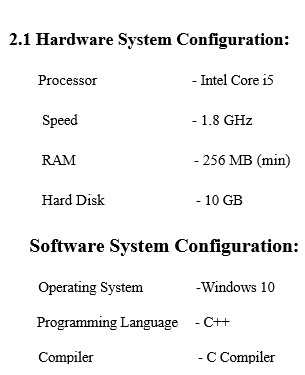 2.1 Hardware System Configuration:
Processor - Intel Core i5
Speed - 1.8 GHz
RAM - 256 MB (min)
Hard Disk - 10 GB
Software System Configuration:
Operating System -Windows 10
Programming Language - C++
Compiler - C Compiler